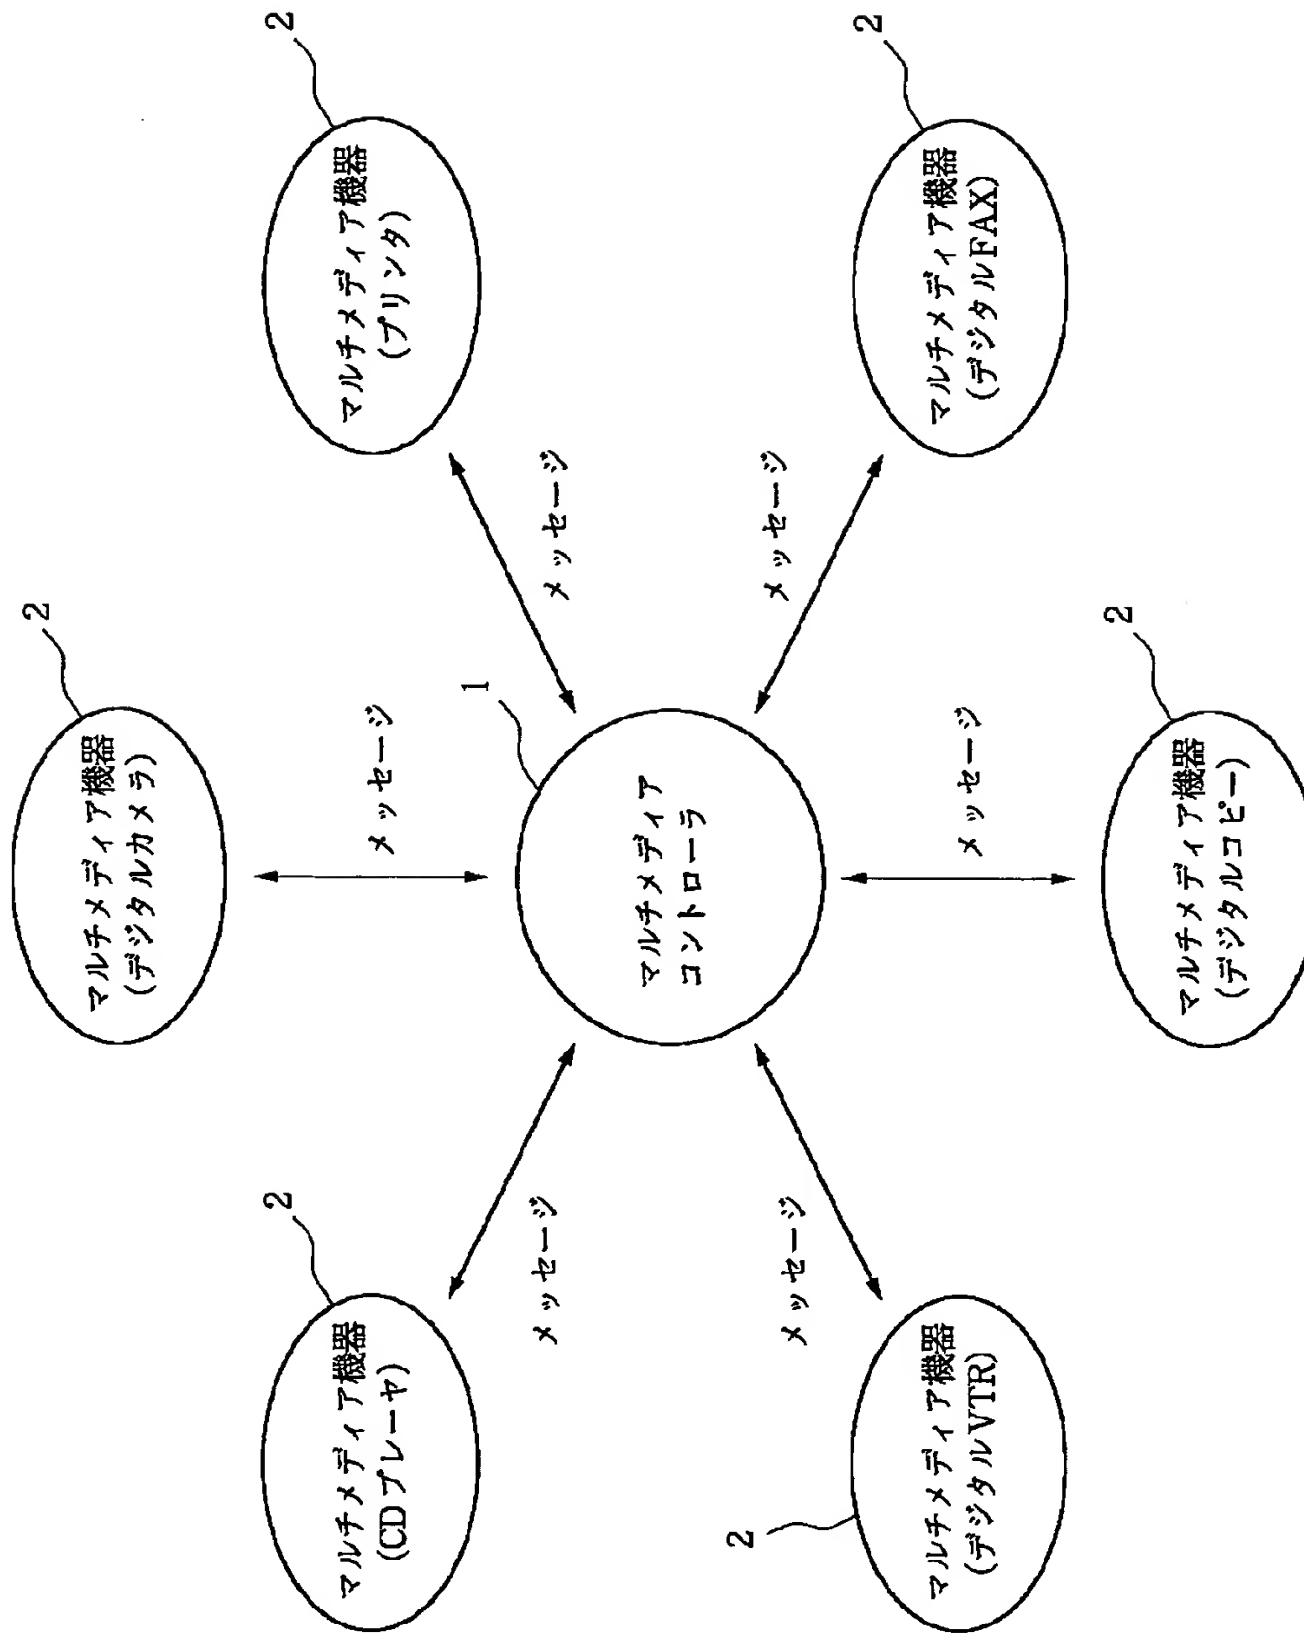 2
マルチメディア機器
(デジタルカメラ)
2
マルチメディア機器
(CDプレーヤ)
2
マルチメディア機器
(プリンタ)
メッセージ
1
メッセージ
メッセージ
マルチメディア
コントローラ
メッセージ
メッセージ
2
マルチメディア機器
(デジタルVTR)
2
マルチメディア機器
(デジタルFAX)
メッセージ
2
マルチメディア機器
(デジタルコピー)